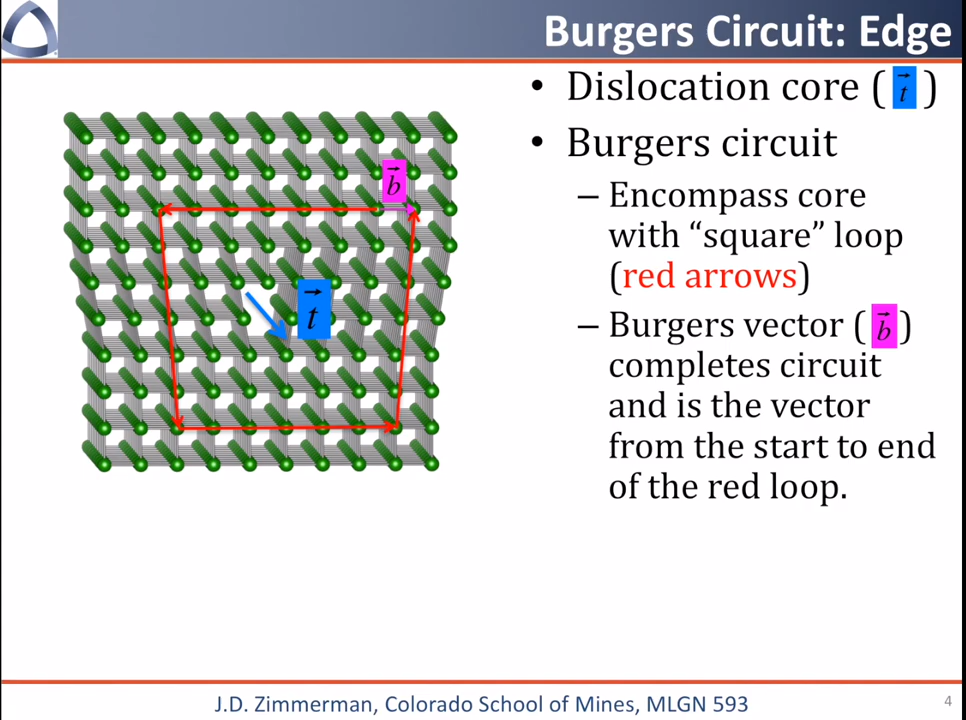 Burgers Circuit: Edge
• Dislocation core ( t⃗ )
• Burgers circuit
– Encompass core
with “square” loop
(red arrows)
– Burgers vector ( b⃗ )
completes circuit
and is the vector
from the start to end
of the red loop.
b⃗
t⃗
J.D. Zimmerman, Colorado School of Mines, MLGN 593
4